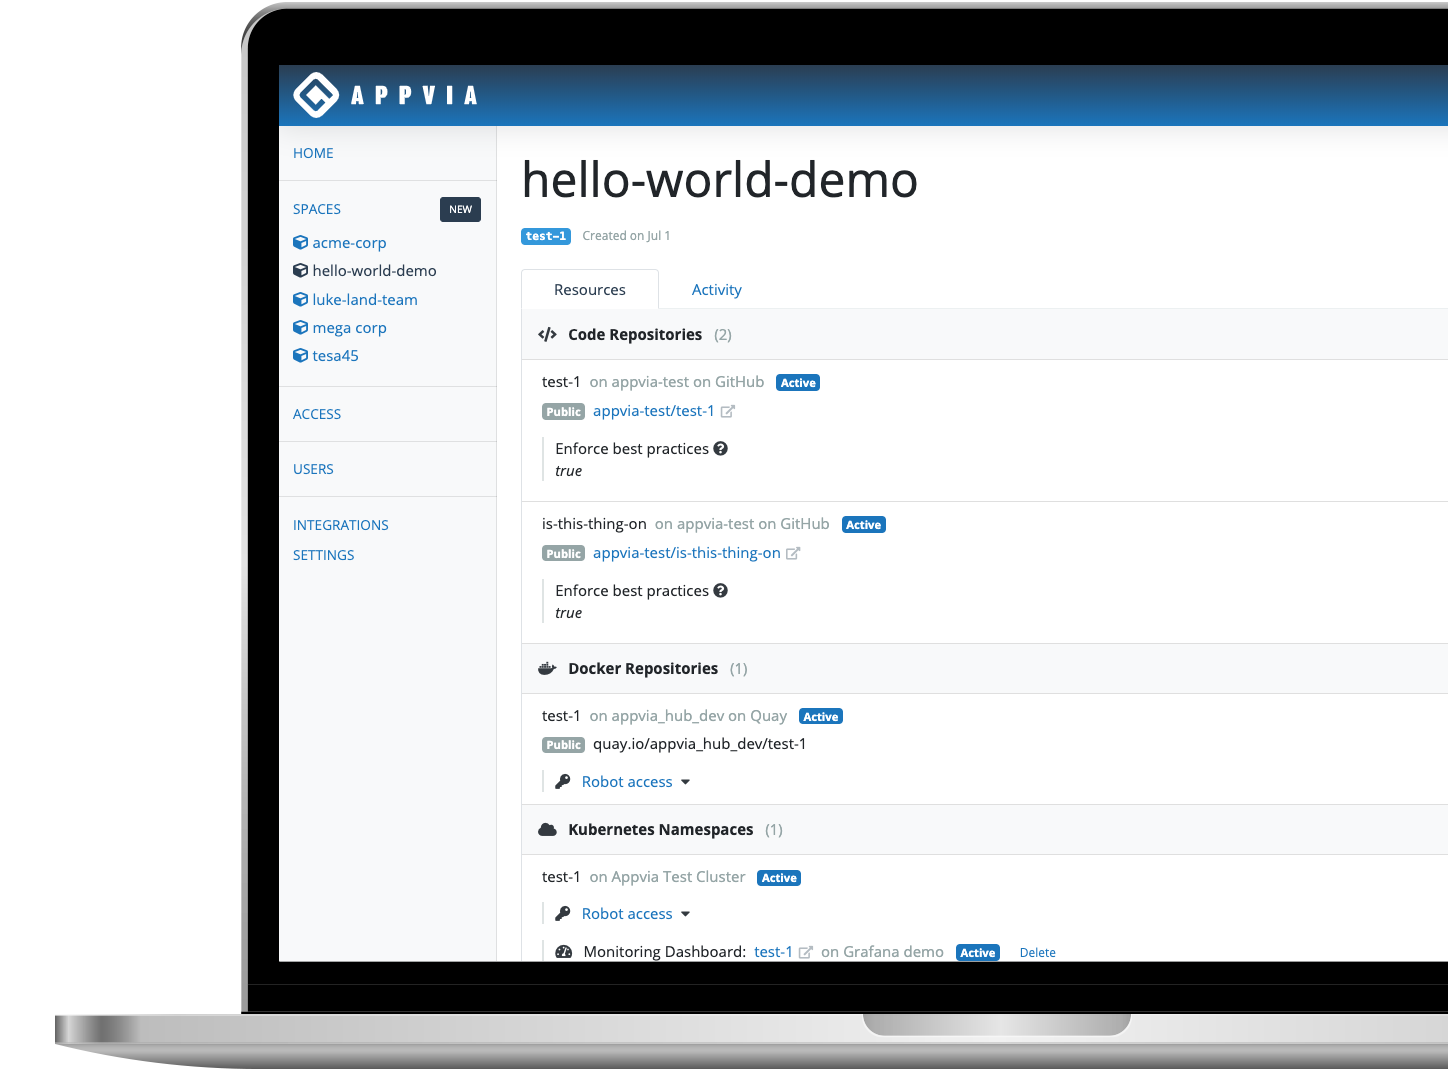 APPVIA
HOME
SPACES
NEW
acme-corp
hello-world-demo
luke-land-team
mega corp
tesa45
ACCESS
USERS
INTEGRATIONS
SETTINGS
hello-world-demo
test-1 Created on Jul 1
Resources Activity
Code Repositories (2)
test-1 on appvia-test on GitHub Active
Public appvia-test/test-1
Enforce best practices
true
is-this-thing-on on appvia-test on GitHub Active
Public appvia-test/is-this-thing-on
Enforce best practices
true
Docker Repositories (1)
test-1 on appvia_hub_dev on Quay Active
Public quay.io/appvia_hub_dev/test-1
Robot access
Kubernetes Namespaces (1)
test-1 on Appvia Test Cluster Active
Robot access
Monitoring Dashboard: test-1 on Grafana demo Active Delete